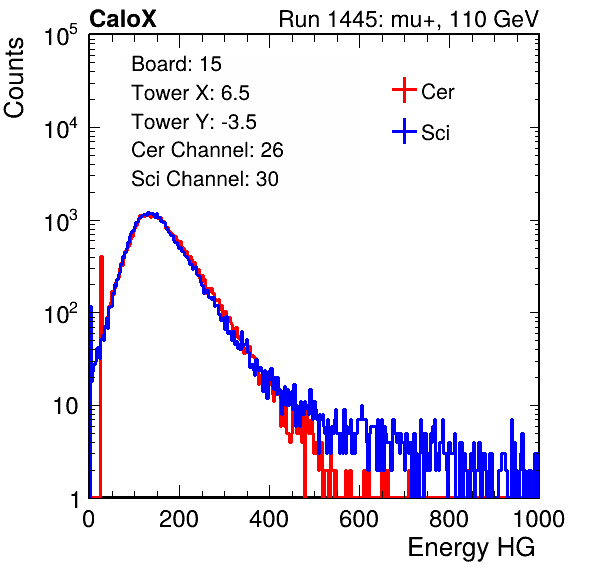 CaloX Run 1445: mu+, 110 GeV
Counts
10^5
10^4
10^3
10^2
10
1
Board: 15
Tower X: 6.5
Tower Y: -3.5
Cer Channel: 26
Sci Channel: 30
Cer
Sci
0 200 400 600 800 1000
Energy HG